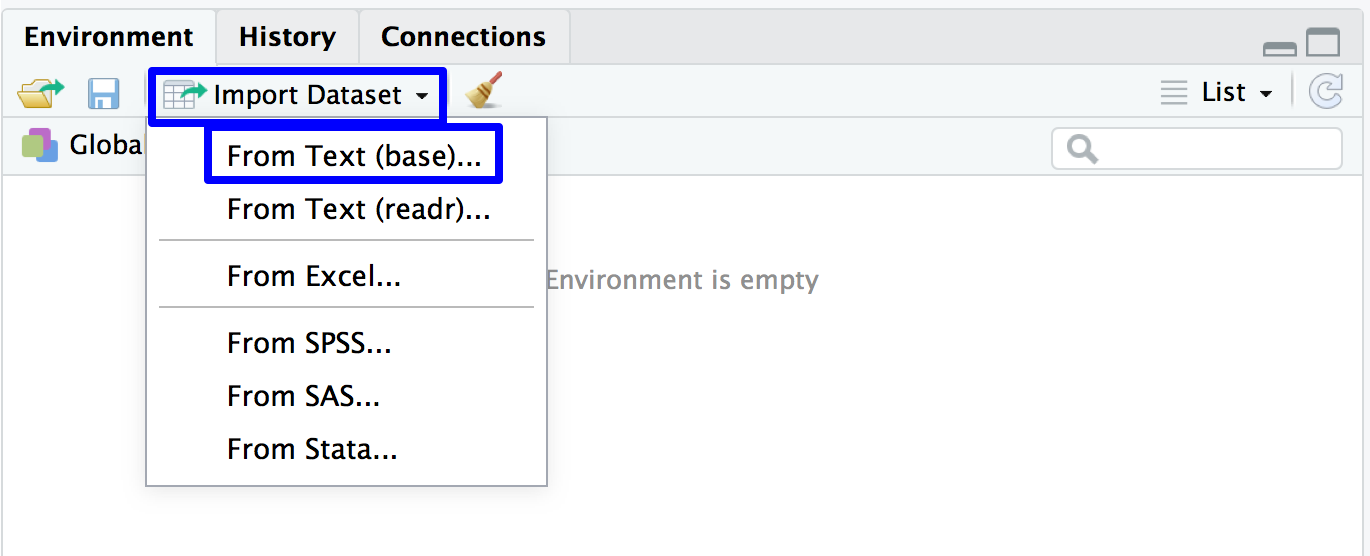 Environment History Connections
Import Dataset List
Globa
From Text (base)...
From Text (readr)...
From Excel...
Environment is empty
From SPSS...
From SAS...
From Stata...